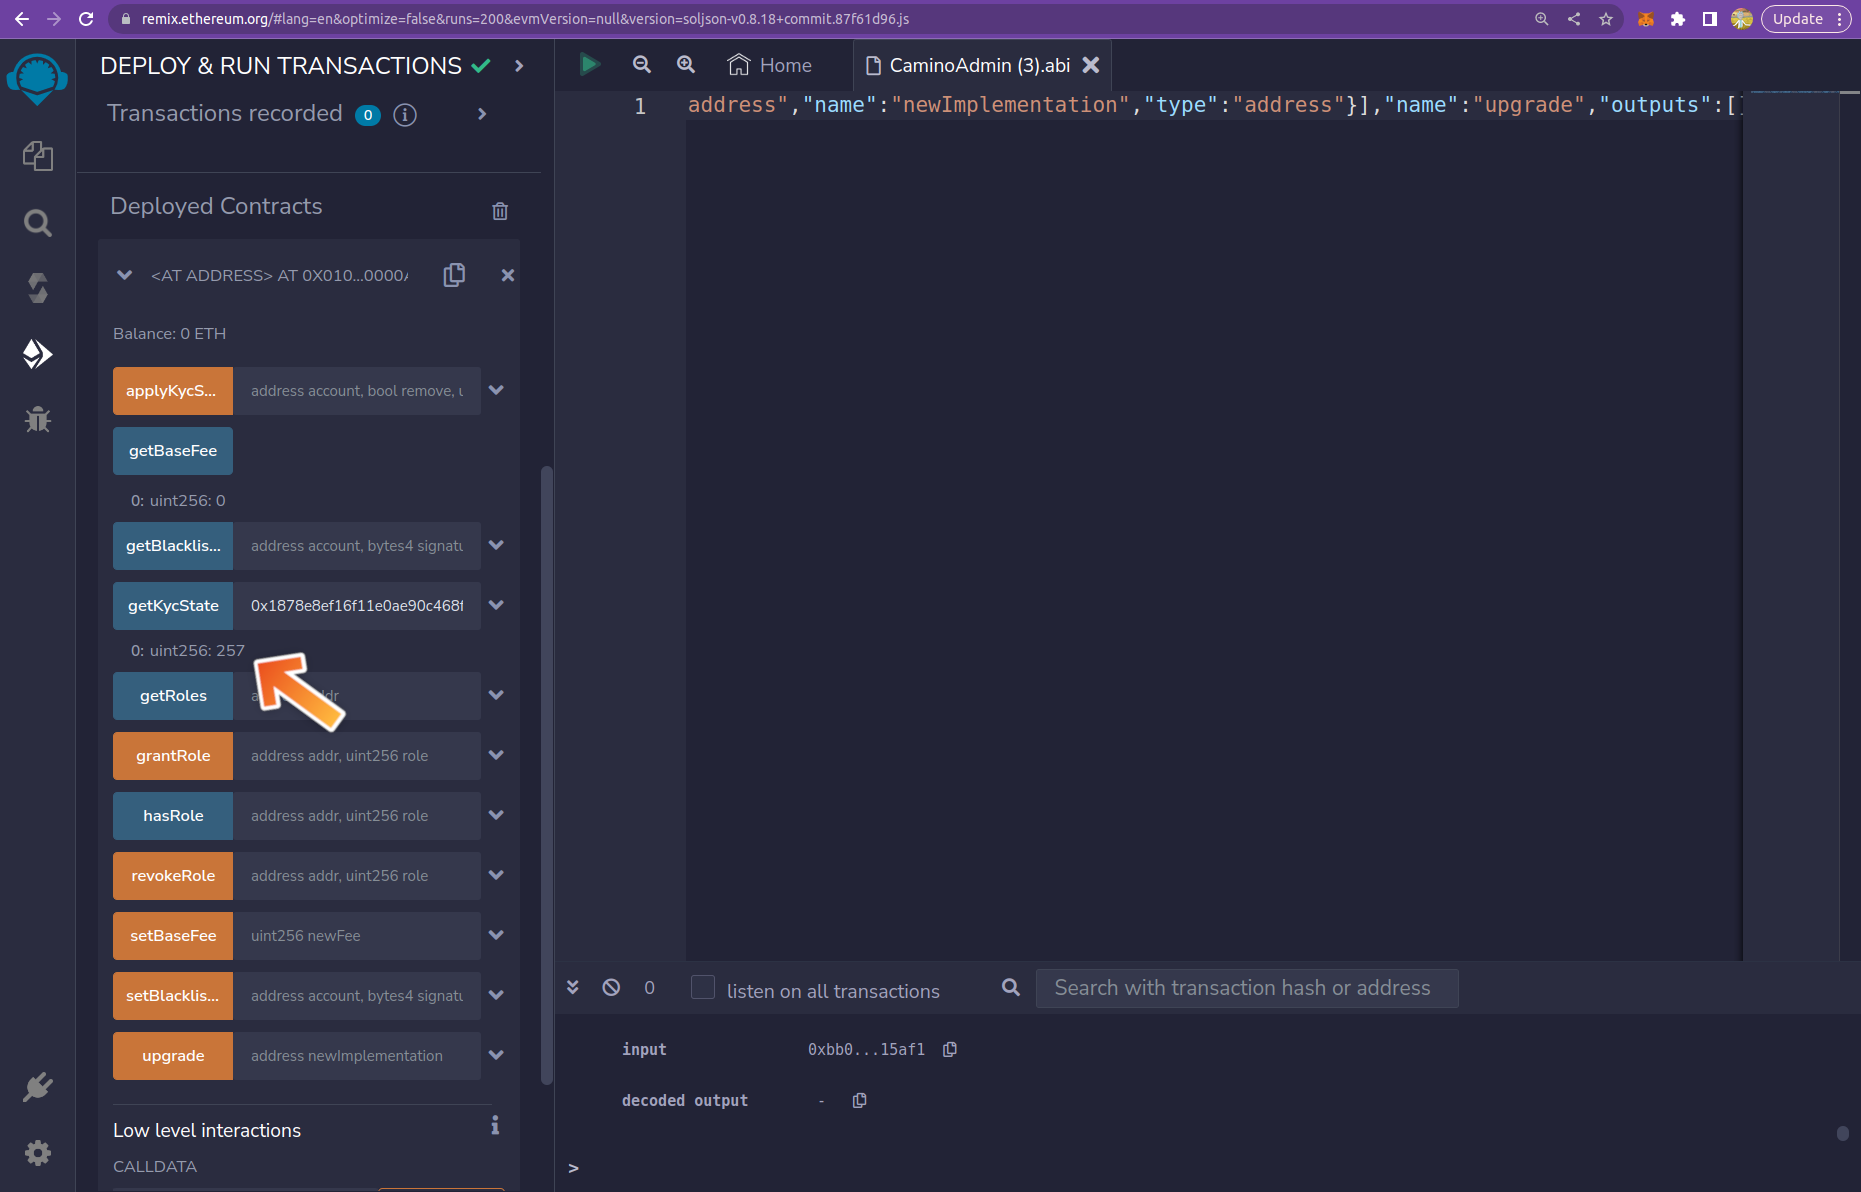 remix.ethereum.org/#lang=en&optimize=false&runs=200&evmVersion=null&version=soljson-v0.8.18+commit.87f61d96.js
Update
DEPLOY & RUN TRANSACTIONS
Transactions recorded 0 i
Deployed Contracts
<AT ADDRESS> AT 0X010...0000A
Balance: 0 ETH
applyKycS... address account, bool remove, u
getBaseFee
0: uint256: 0
getBlacklis... address account, bytes4 signatu
getKycState 0x1878e8ef16f11e0ae90c468f
0: uint256: 257
getRoles
grantRole address addr, uint256 role
hasRole address addr, uint256 role
revokeRole address addr, uint256 role
setBaseFee uint256 newFee
setBlacklis... address account, bytes4 signatu
upgrade address newImplementation
Low level interactions i
CALLDATA
Home
CaminoAdmin (3).abi
1 address","name":"newImplementation","type":"address"}],"name":"upgrade","outputs":[
0 listen on all transactions Search with transaction hash or address
input 0xbb0...15af1
decoded output -
>